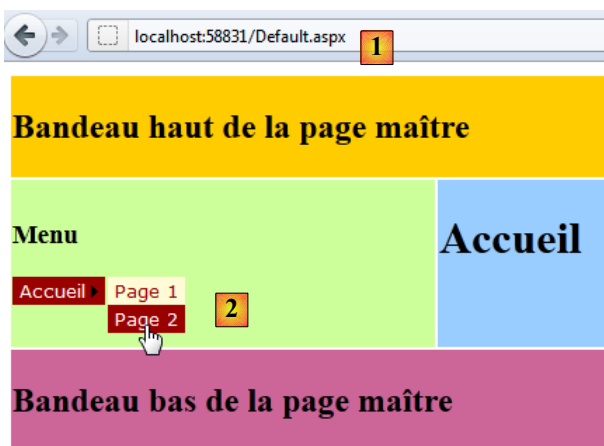 localhost:58831/Default.aspx
1
Bandeau haut de la page maître
Menu
Accueil
Accueil Page 1
Page 2
2
Bandeau bas de la page maître